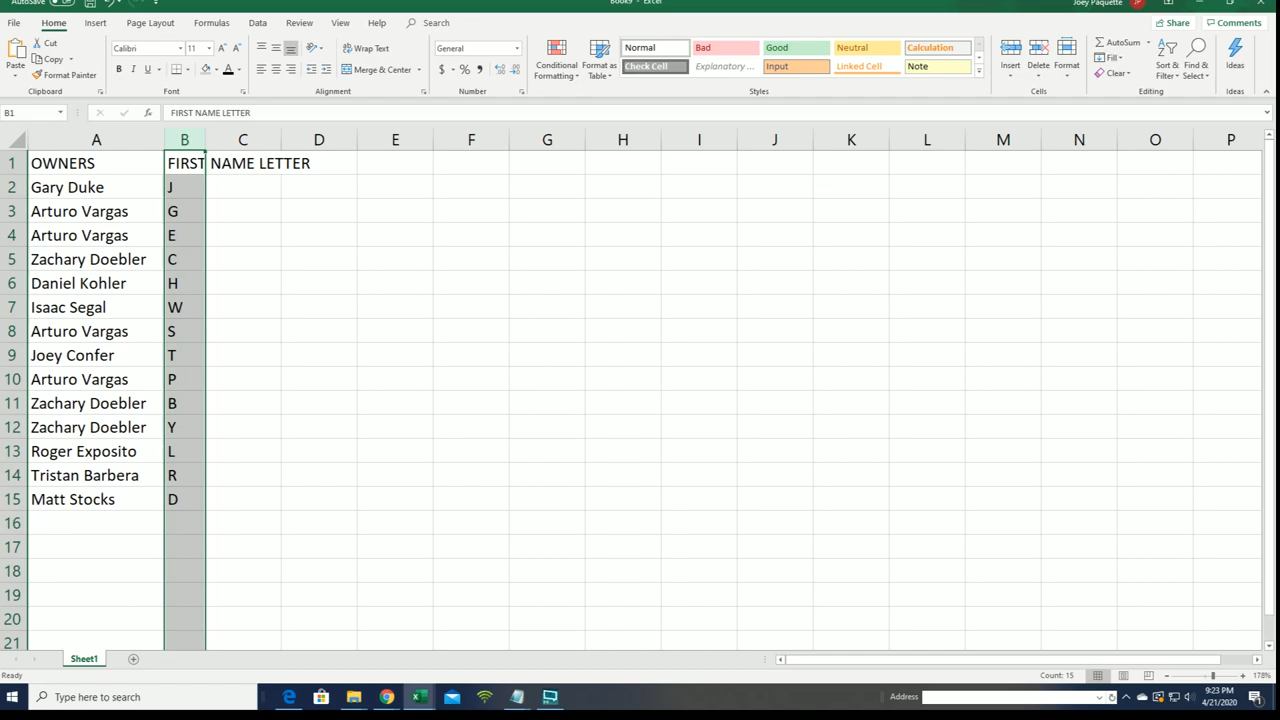 AutoSave Book9 - Excel Joey Paquette JP
File Home Insert Page Layout Formulas Data Review View Help Search Share Comments
Paste Cut Copy Format Painter Clipboard
Calibri 11 A A B I U A Font
Wrap Text Merge & Center Alignment
General $ % , Number
Conditional Formatting Format as Table
Normal Bad Good Neutral Calculation
Check Cell Explanatory ... Input Linked Cell Note
Styles
Insert Delete Format Cells
AutoSum Fill Clear Sort & Filter Find & Select Editing
Ideas Ideas
B1 fx FIRST NAME LETTER
A B C D E F G H I J K L M N O P
1 OWNERS FIRST NAME LETTER
2 Gary Duke J
3 Arturo Vargas G
4 Arturo Vargas E
5 Zachary Doebler C
6 Daniel Kohler H
7 Isaac Segal W
8 Arturo Vargas S
9 Joey Confer T
10 Arturo Vargas P
11 Zachary Doebler B
12 Zachary Doebler Y
13 Roger Exposito L
14 Tristan Barbera R
15 Matt Stocks D
16
17
18
19
20
21
Sheet1
Ready Count: 15 178%
Type here to search Address 9:23 PM
4/21/2020